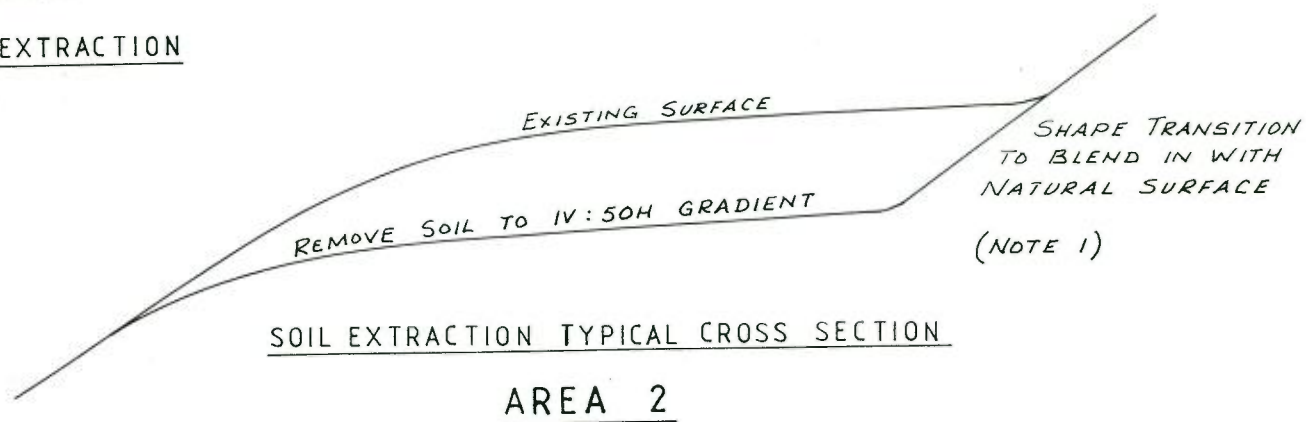 EXTRACTION
EXISTING SURFACE
SHAPE TRANSITION
TO BLEND IN WITH
NATURAL SURFACE
REMOVE SOIL TO 1V:50H GRADIENT
(NOTE 1)
SOIL EXTRACTION TYPICAL CROSS SECTION
AREA 2